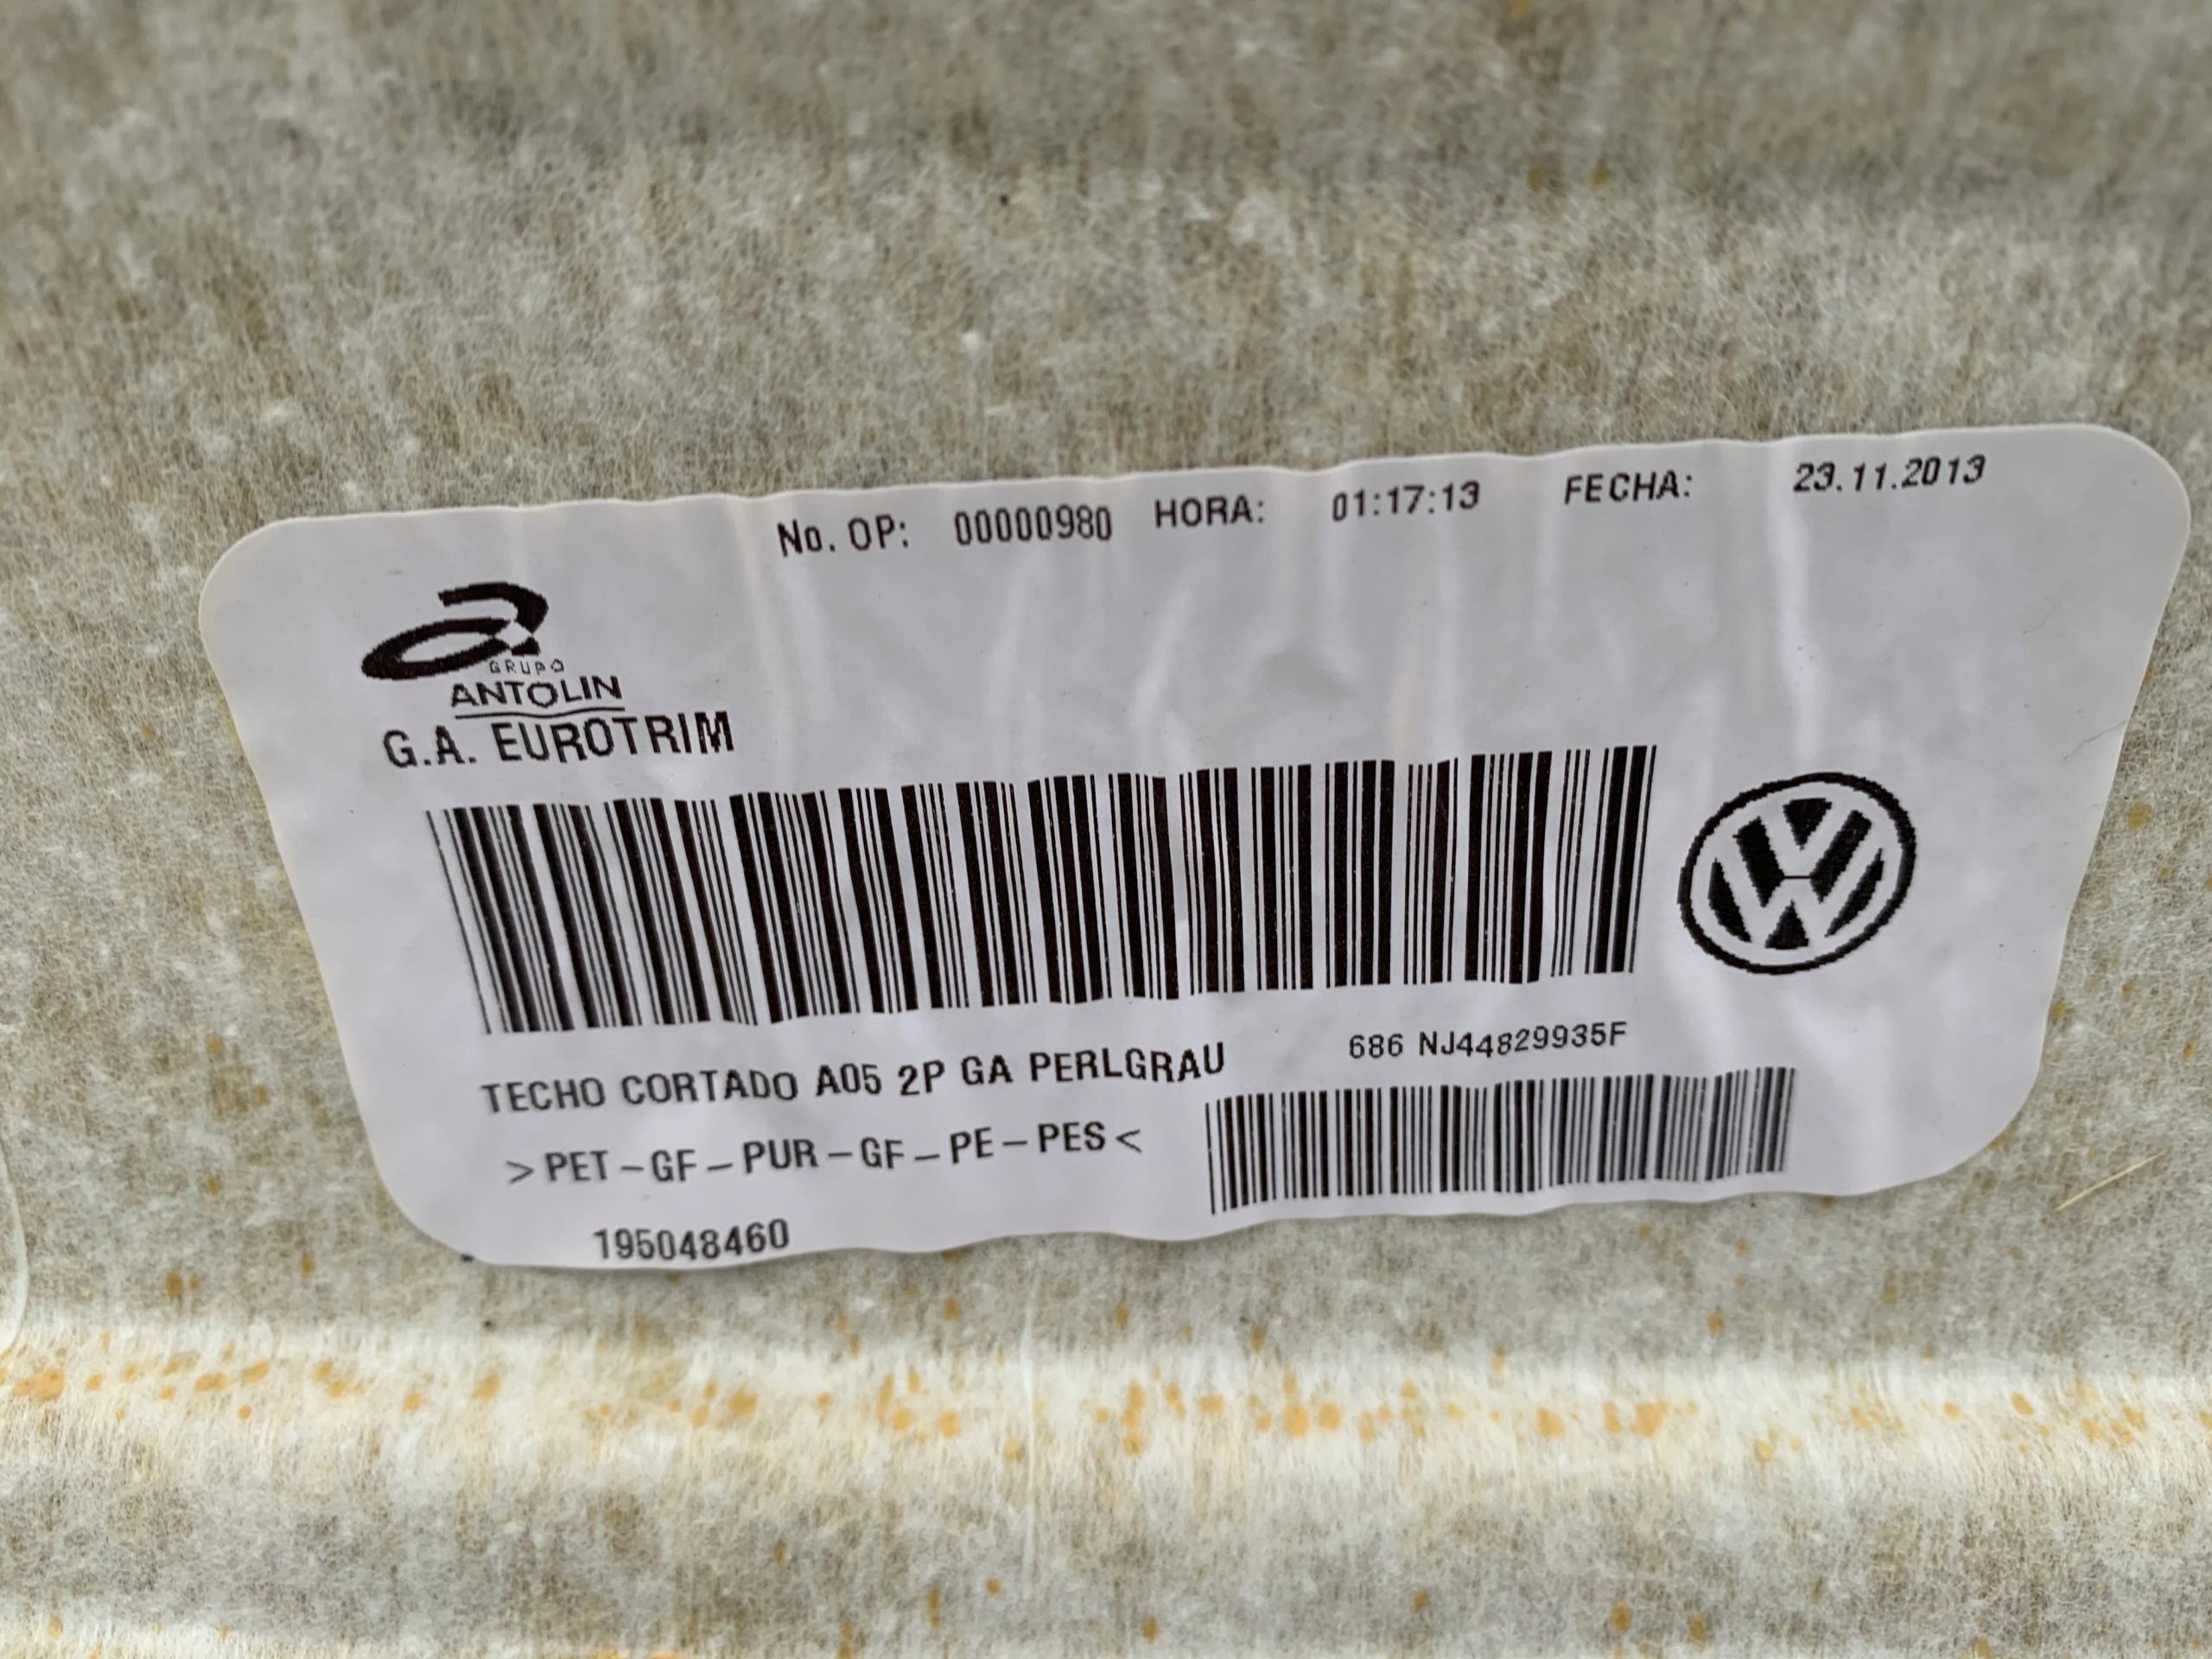 No. OP: 00000980 HORA: 01:17:13 FECHA: 23.11.2013
GRUPO
ANTOLIN
G.A. EUROTRIM
TECHO CORTADO A05 2P GA PERLGRAU
686 NJ44829935F
>PET-GF-PUR-GF-PE-PES<
195048460